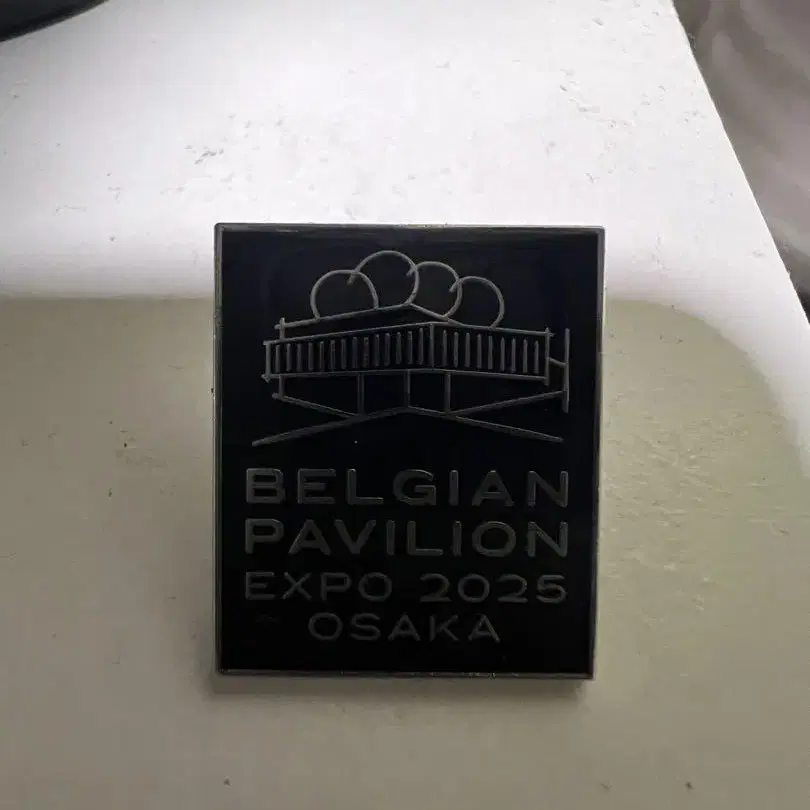 BELGIAN
PAVILION
EXPO 2025
OSAKA